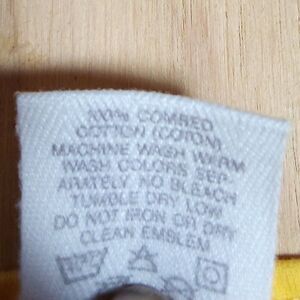 100% COMBED
COTTON (COTON)
MACHINE WASH WARM
WASH COLORS SEP-
ARATELY, NO BLEACH
TUMBLE DRY LOW
DO NOT IRON OR DRY
CLEAN EMBLEM